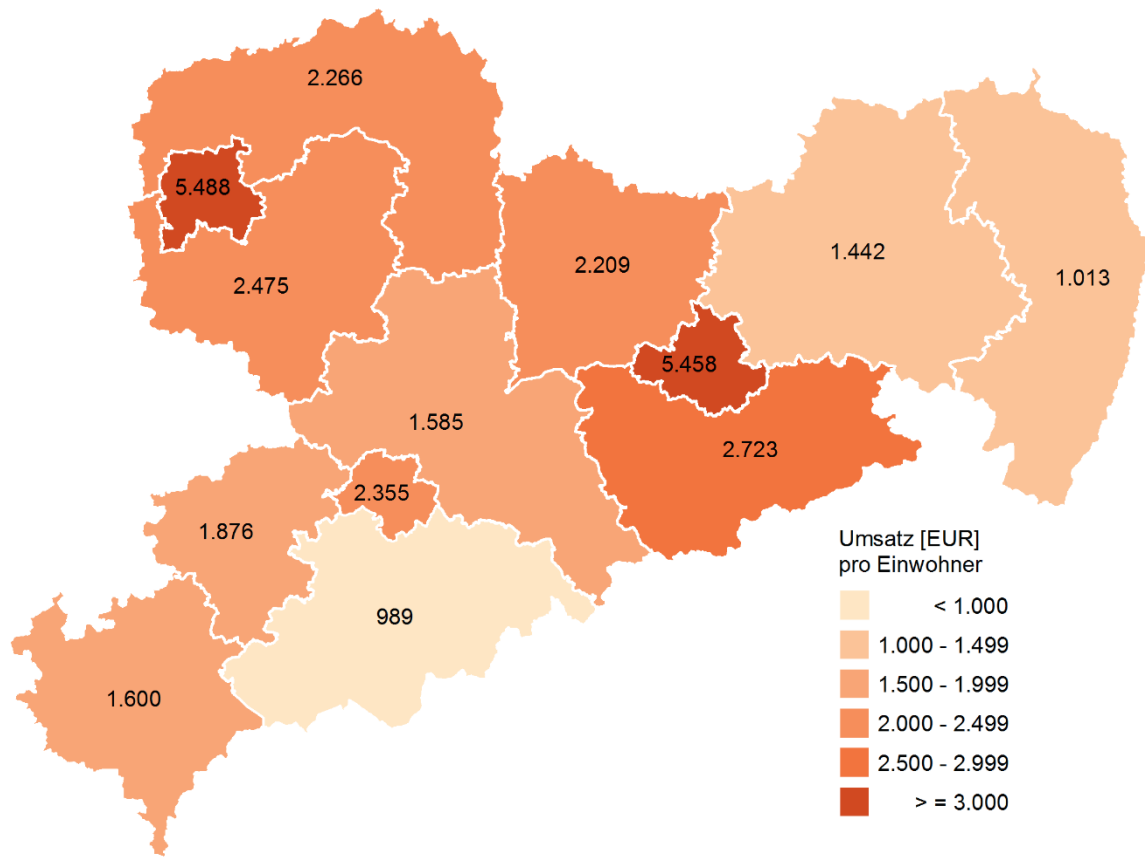 2.266
5.488
2.475
2.209
1.442
1.013
5.458
1.585
2.723
2.355
1.876
989
1.600
Umsatz [EUR]
pro Einwohner
< 1.000
1.000 - 1.499
1.500 - 1.999
2.000 - 2.499
2.500 - 2.999
> = 3.000